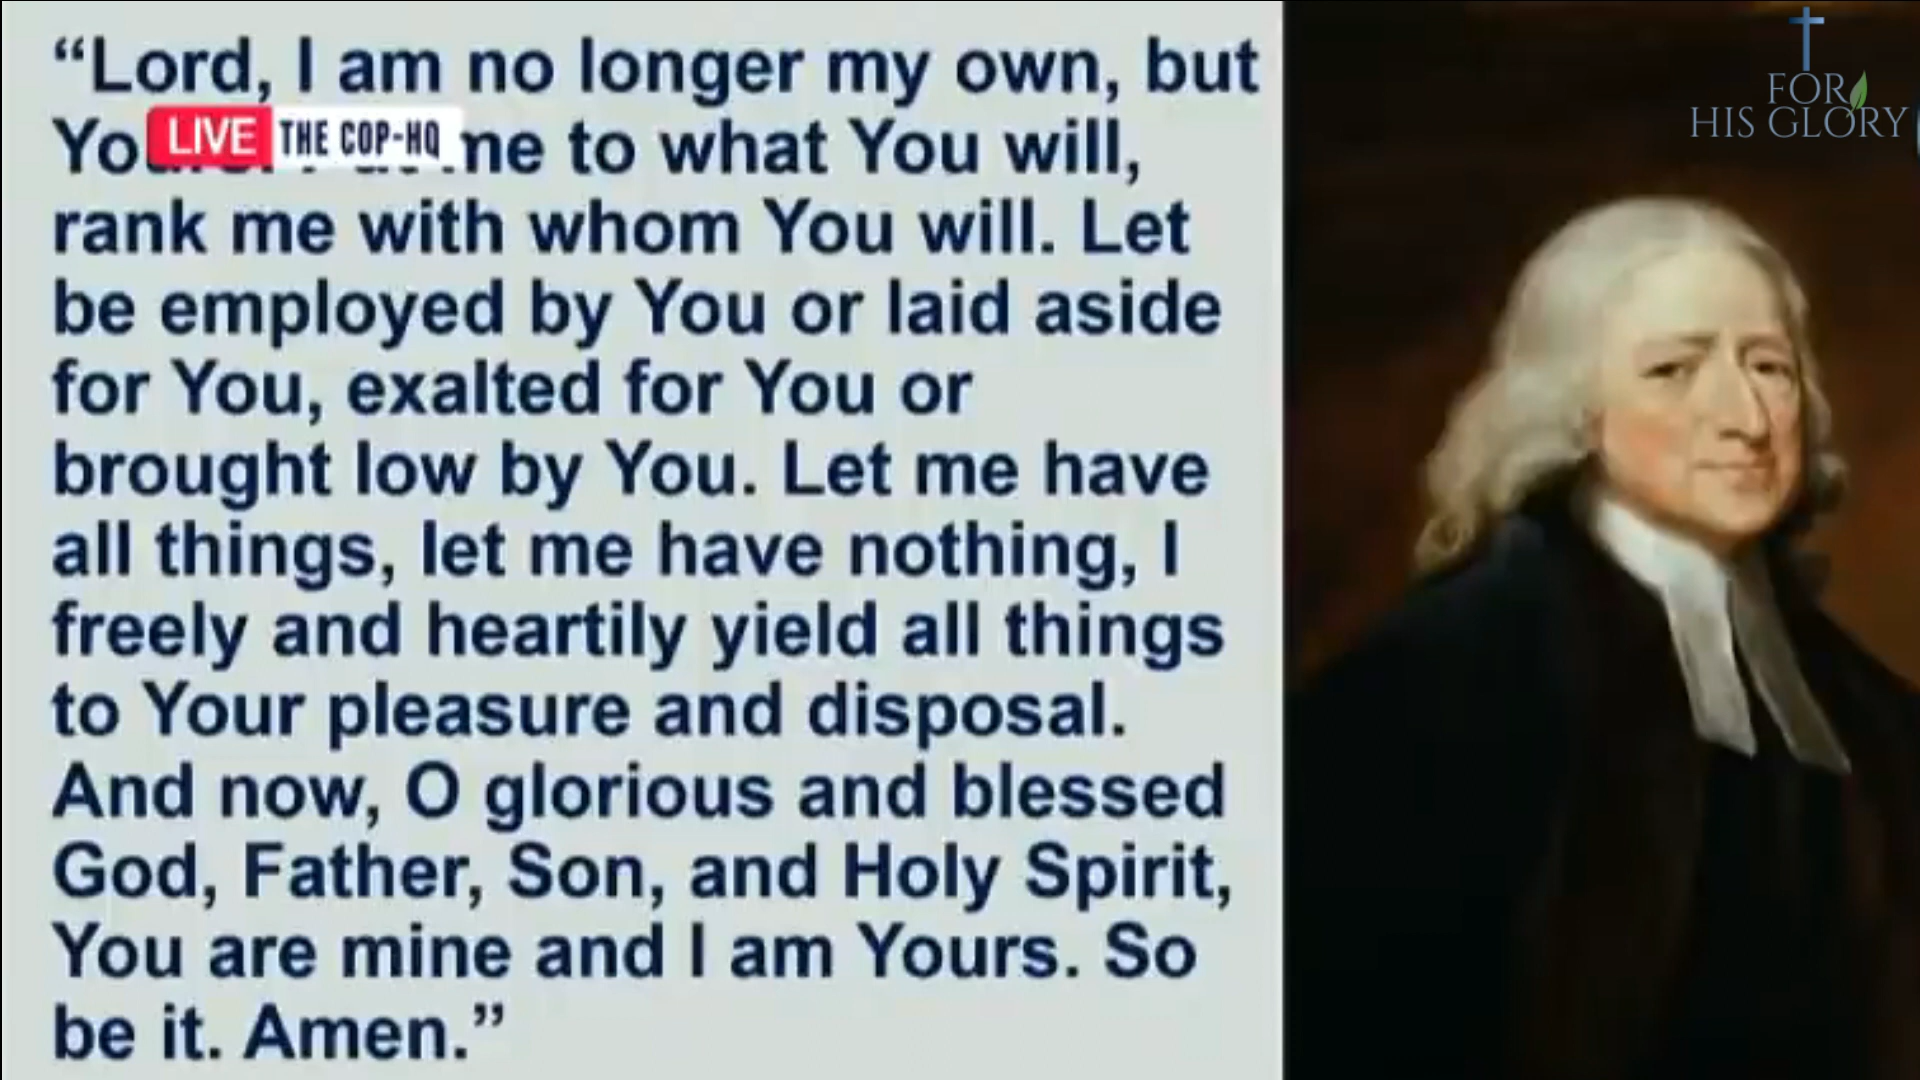 “Lord, I am no longer my own, but
LIVE THE COP-HQ
me to what You will,
rank me with whom You will. Let
be employed by You or laid aside
for You, exalted for You or
brought low by You. Let me have
all things, let me have nothing, I
freely and heartily yield all things
to Your pleasure and disposal.
And now, O glorious and blessed
God, Father, Son, and Holy Spirit,
You are mine and I am Yours. So
be it. Amen.”
FOR
HIS GLORY